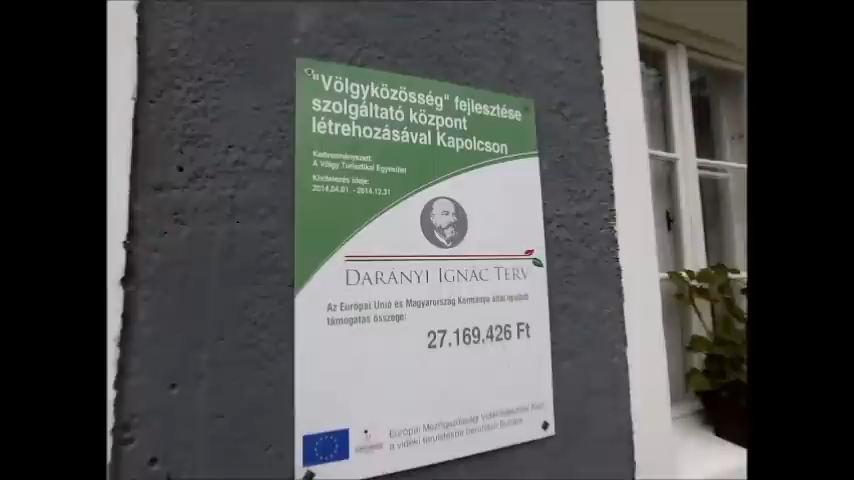 "Völgyközösség" fejlesztése
szolgáltató központ
létrehozásával Kapolcson
Kedvezményezett:
A Völgy Turisztikai Egyesület
Kivitelezés ideje:
2014.04.01. - 2014.12.31
DARÁNYI IGNÁC TERV
Az Európai Unió és Magyarország Kormánya által nyújtott
támogatás összege:
27.169.426 Ft
Európai Mezőgazdasági Vidékfejlesztési Alap:
a vidéki területekbe beruházó Európa